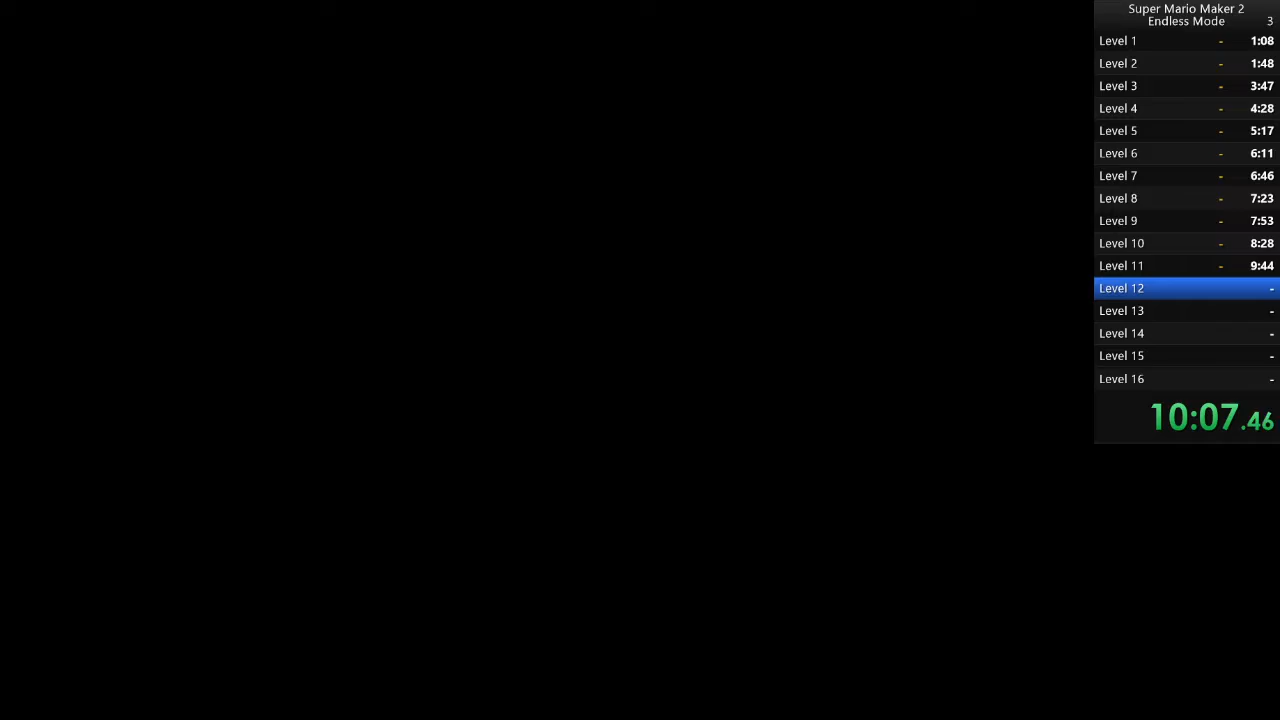 Super Mario Maker 2
Endless Mode 3
Level 1 - 1:08
Level 2 - 1:48
Level 3 - 3:47
Level 4 - 4:28
Level 5 - 5:17
Level 6 - 6:11
Level 7 - 6:46
Level 8 - 7:23
Level 9 - 7:53
Level 10 - 8:28
Level 11 - 9:44
Level 12 -
Level 13 -
Level 14 -
Level 15 -
Level 16 -
10:07.46